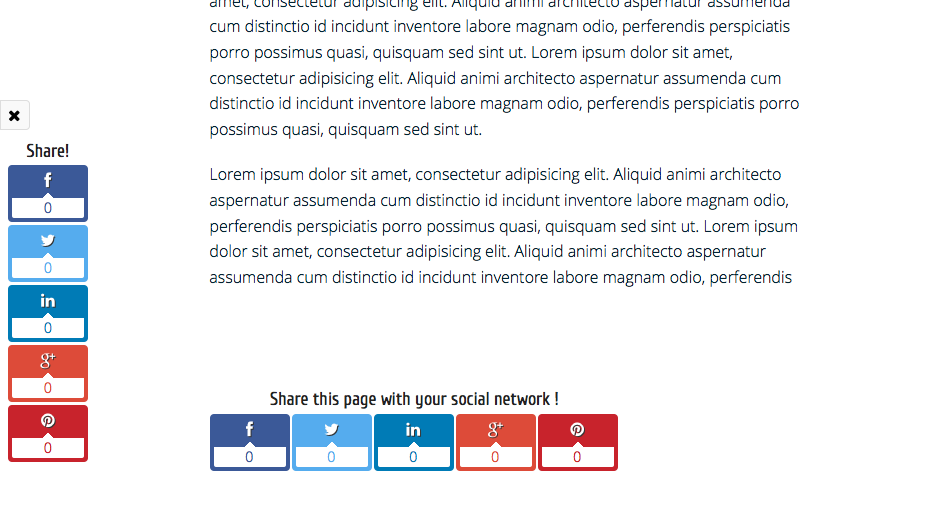 amet, consectetur adipisicing elit. Aliquid animi architecto aspernatur assumenda
cum distinctio id incidunt inventore labore magnam odio, perferendis perspiciatis
porro possimus quasi, quisquam sed sint ut. Lorem ipsum dolor sit amet,
consectetur adipisicing elit. Aliquid animi architecto aspernatur assumenda cum
distinctio id incidunt inventore labore magnam odio, perferendis perspiciatis porro
possimus quasi, quisquam sed sint ut.
Lorem ipsum dolor sit amet, consectetur adipisicing elit. Aliquid animi architecto
aspernatur assumenda cum distinctio id incidunt inventore labore magnam odio,
perferendis perspiciatis porro possimus quasi, quisquam sed sint ut. Lorem ipsum
dolor sit amet, consectetur adipisicing elit. Aliquid animi architecto aspernatur
assumenda cum distinctio id incidunt inventore labore magnam odio, perferendis
Share!
f
0
0
in
0
g+
0
0
Share this page with your social network !
f in g+
0 0 0 0 0